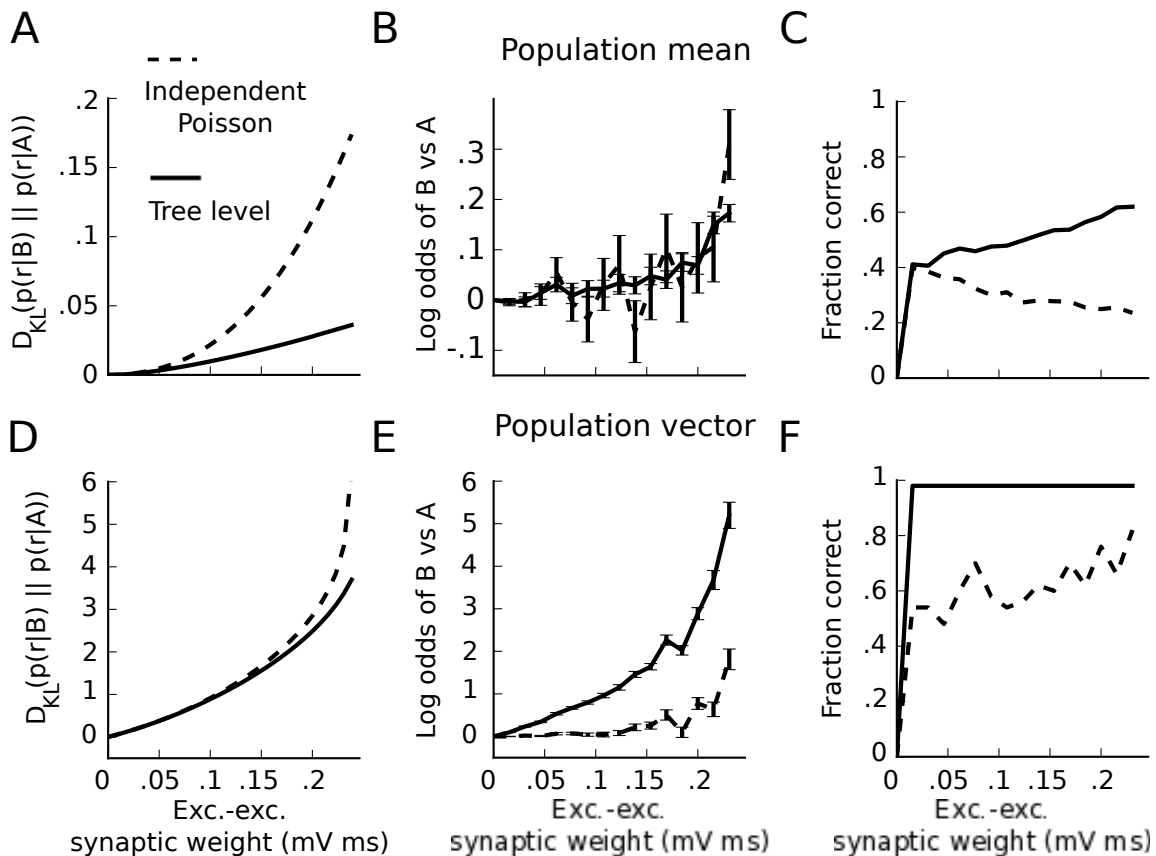 A
Independent
Poisson
Tree level
D_KL(p(r|B) || p(r|A))
.2
.15
.1
.05
0
B
Population mean
Log odds of B vs A
.3
.2
.1
0
-.1
C
Fraction correct
1
.8
.6
.4
.2
0
D
D_KL(p(r|B) || p(r|A))
6
5
4
3
2
1
0
0 .05 .1 .15 .2
Exc.-exc.
synaptic weight (mV ms)
E
Population vector
Log odds of B vs A
6
5
4
3
2
1
0
0 .05 .1 .15 .2
Exc.-exc.
synaptic weight (mV ms)
F
Fraction correct
1
.8
.6
.4
.2
0
0 .05 .1 .15 .2
Exc.-exc.
synaptic weight (mV ms)